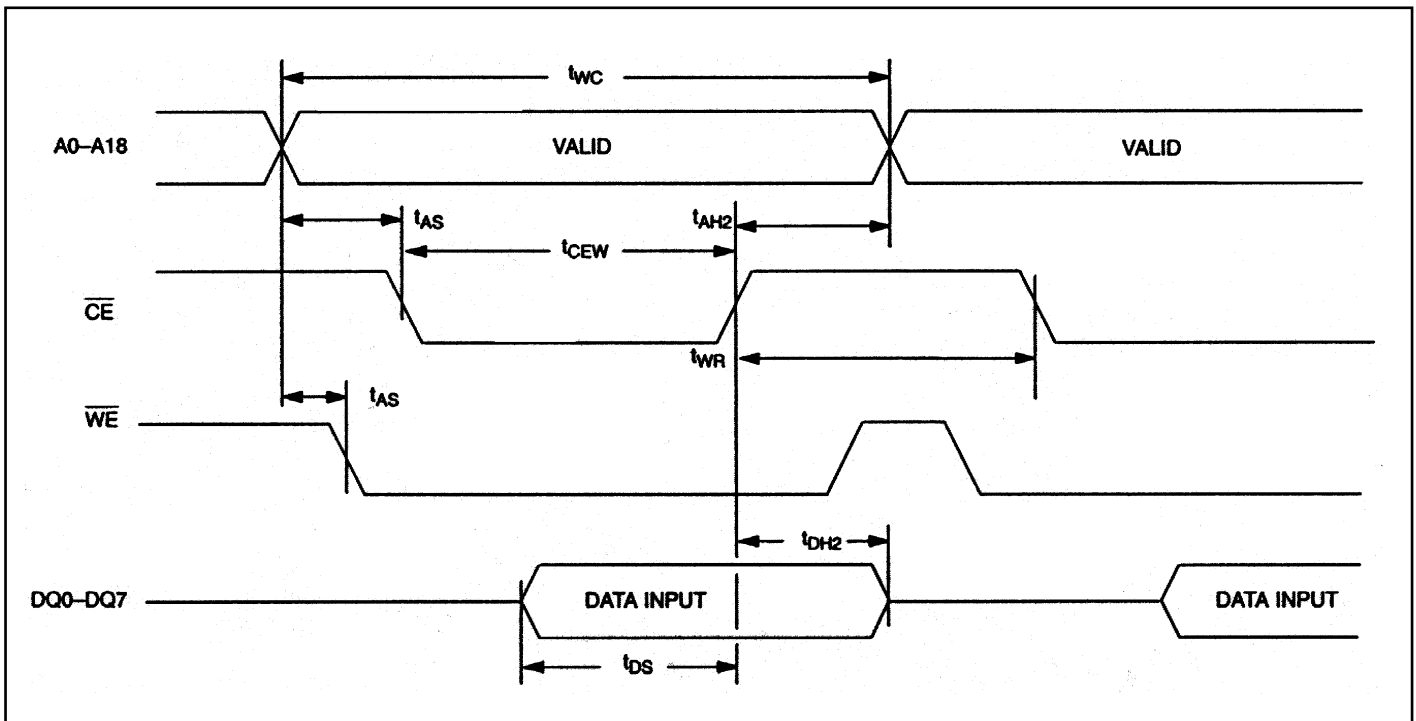 tWC
A0–A18
VALID
VALID
tAS
tAH2
tCEW
CE
tWR
tAS
WE
tDH2
DQ0–DQ7
DATA INPUT
DATA INPUT
tDS